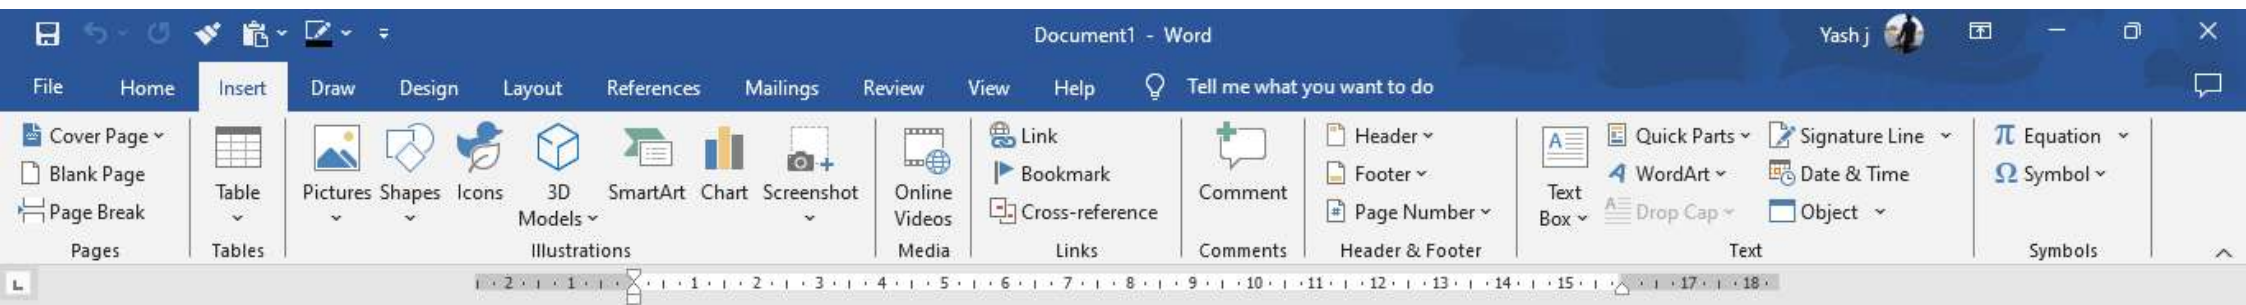 Document1 - Word
Yash j
File Home Insert Draw Design Layout References Mailings Review View Help Tell me what you want to do
Cover Page
Blank Page
Page Break
Pages
Table
Tables
Pictures
Shapes
Icons
3D
Models
SmartArt
Chart
Screenshot
Illustrations
Online
Videos
Media
Link
Bookmark
Cross-reference
Links
Comment
Comments
Header
Footer
Page Number
Header & Footer
Text
Box
Quick Parts
WordArt
Drop Cap
Signature Line
Date & Time
Object
Text
Equation
Symbol
Symbols
2 1 1 2 3 4 5 6 7 8 9 10 11 12 13 14 15 17 18